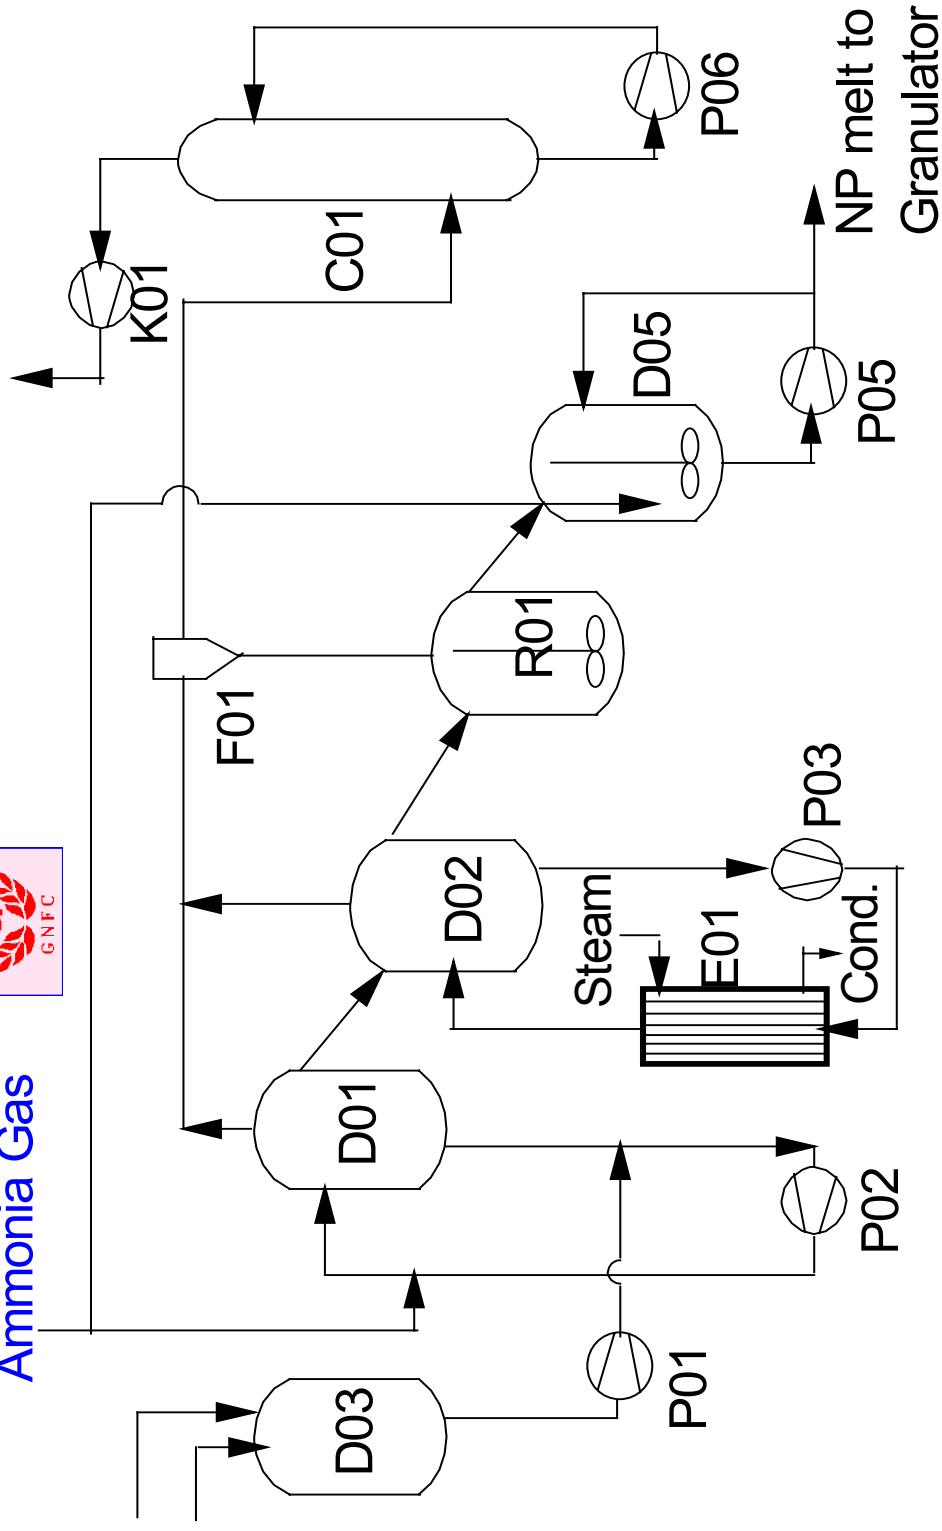 Ammonia Gas
GNFC
D03
P01
D01
P02
D02
Steam
E01
Cond.
P03
F01
R01
D05
P05
K01
C01
P06
NP melt to
Granulator